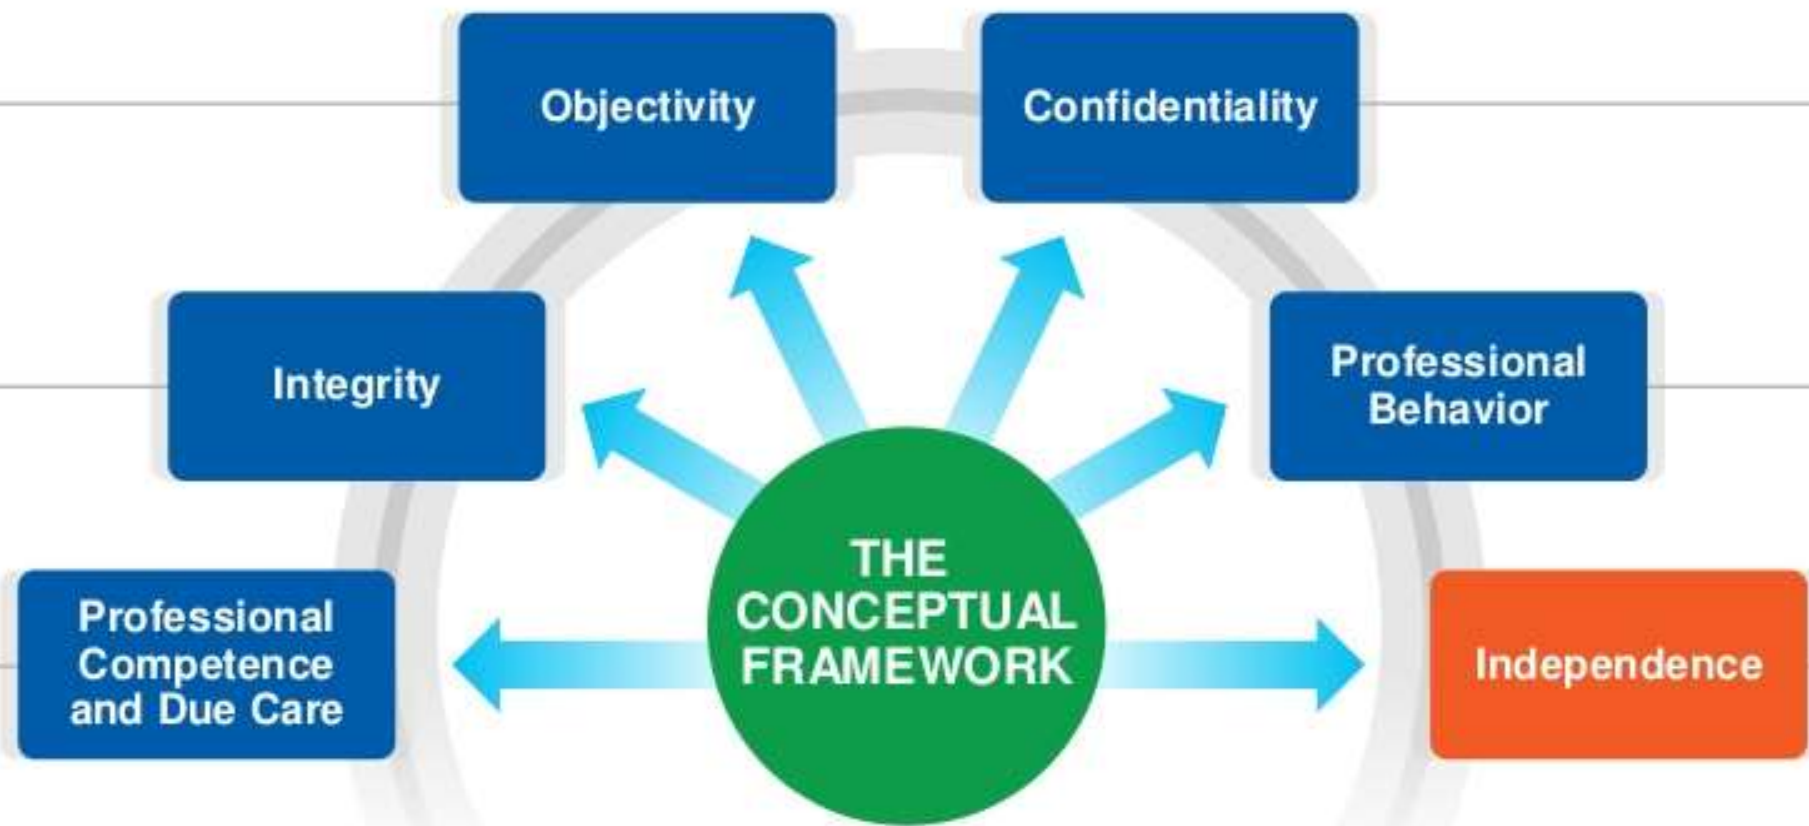 Objectivity
Confidentiality
Integrity
Professional
Behavior
THE
CONCEPTUAL
FRAMEWORK
Professional
Competence
and Due Care
Independence